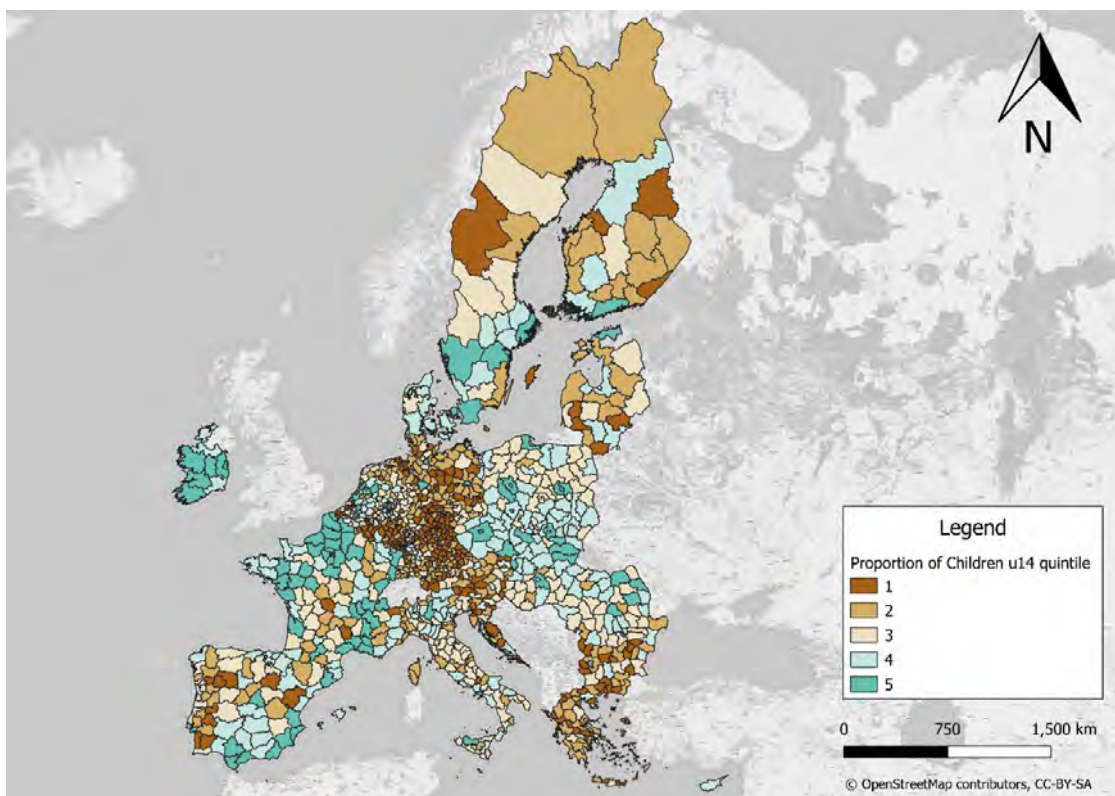 N
Legend
Proportion of Children u14 quintile
1
2
3
4
5
0 750 1,500 km
© OpenStreetMap contributors, CC-BY-SA